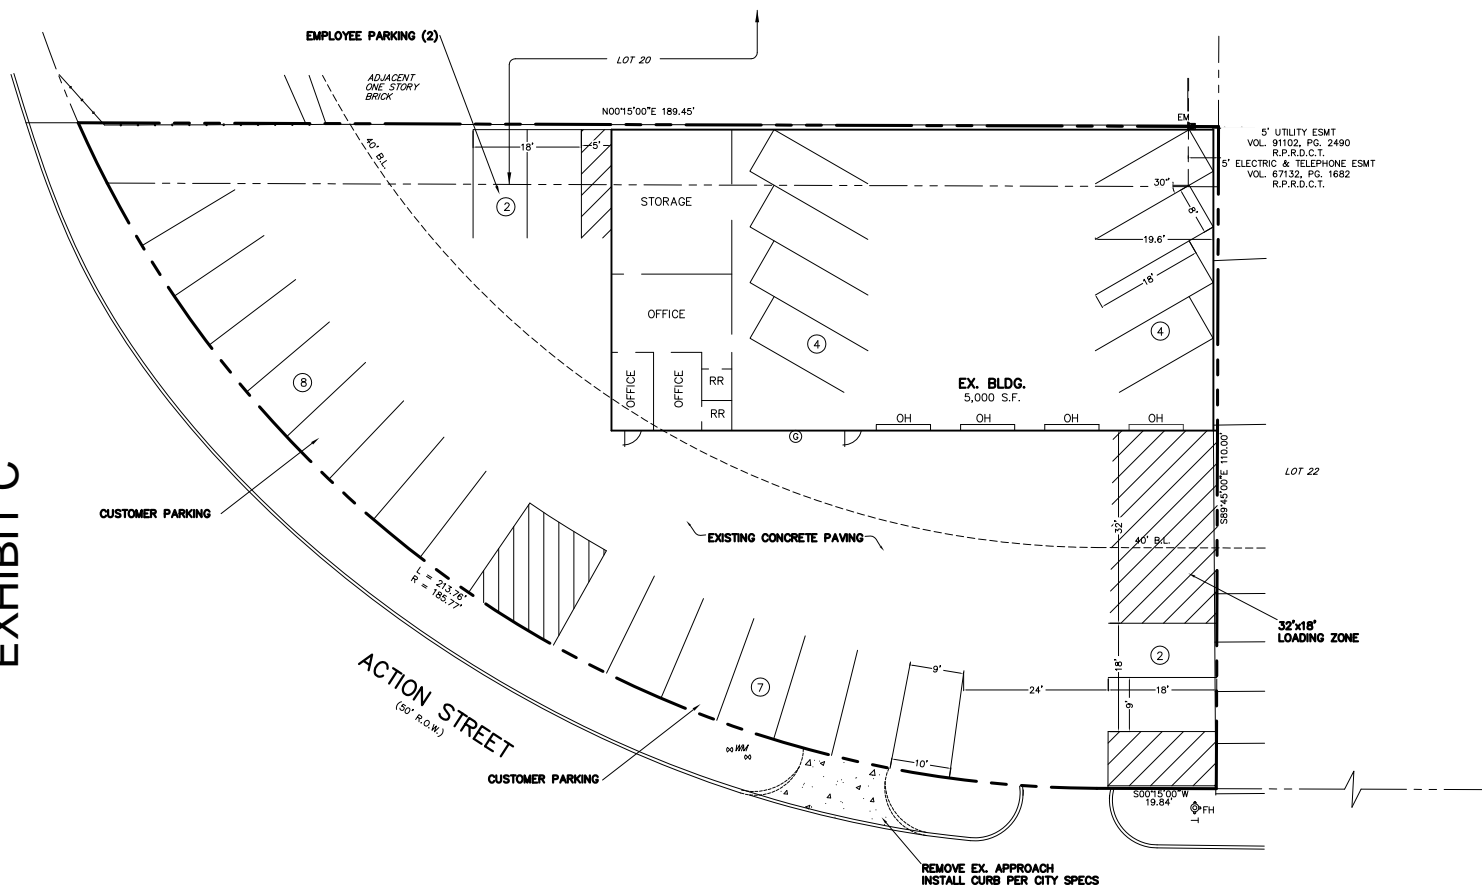 EMPLOYEE PARKING (2)
LOT 20
ADJACENT
ONE STORY
BRICK
N00°15'00"E 189.45'
EM
5' UTILITY ESMT
VOL. 91102, PG. 2490
R.P.R.D.C.T.
5' ELECTRIC & TELEPHONE ESMT
VOL. 67132, PG. 1682
R.P.R.D.C.T.
40' B.L.
18'
5'
30°
2
STORAGE
8'
19.6'
18'
OFFICE
4
4
8
OFFICE
OFFICE
RR
RR
EX. BLDG.
5,000 S.F.
OH
OH
OH
OH
G
S89°45'00"E 110.00'
LOT 22
EXHIBIT C
CUSTOMER PARKING
EXISTING CONCRETE PAVING
32'
40' B.L.
L = 213.76'
R = 185.77'
32'x18'
LOADING ZONE
2
18'
9'
24'
18'
9'
7
ACTION STREET
(50' R.O.W.)
WM
CUSTOMER PARKING
10'
S00°15'00"W
19.84'
FH
REMOVE EX. APPROACH
INSTALL CURB PER CITY SPECS